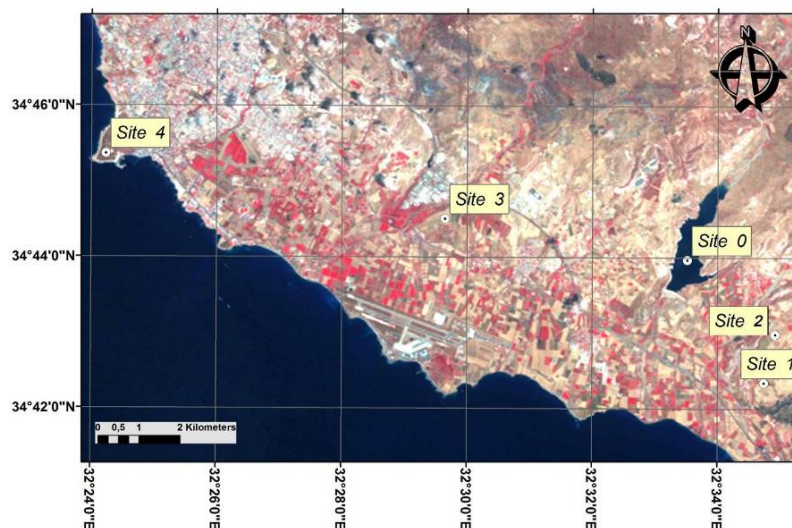 N
34°46'0"N
Site 4
Site 3
34°44'0"N
Site 0
Site 2
Site 1
34°42'0"N
0 0,5 1 2 Kilometers
32°24'0"E
32°26'0"E
32°28'0"E
32°30'0"E
32°32'0"E
32°34'0"E